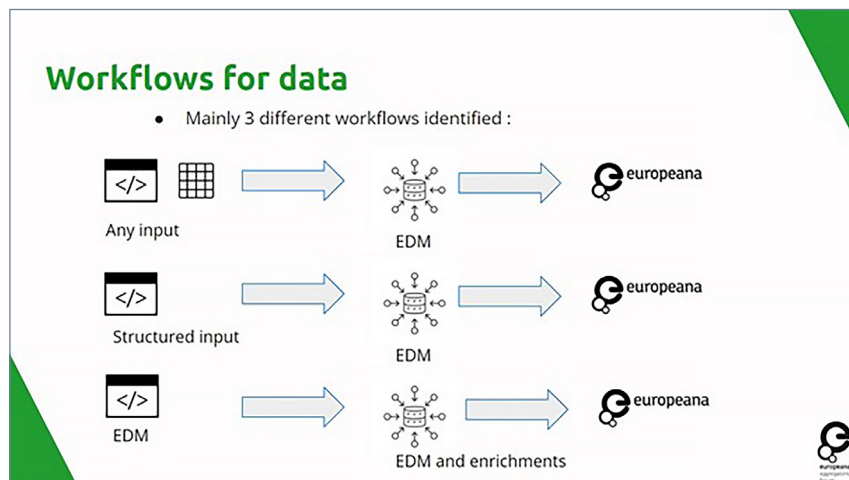 Workflows for data
● Mainly 3 different workflows identified :
</> europeana
Any input
EDM
</> europeana
Structured input
EDM
</> europeana
EDM
EDM and enrichments
europeana